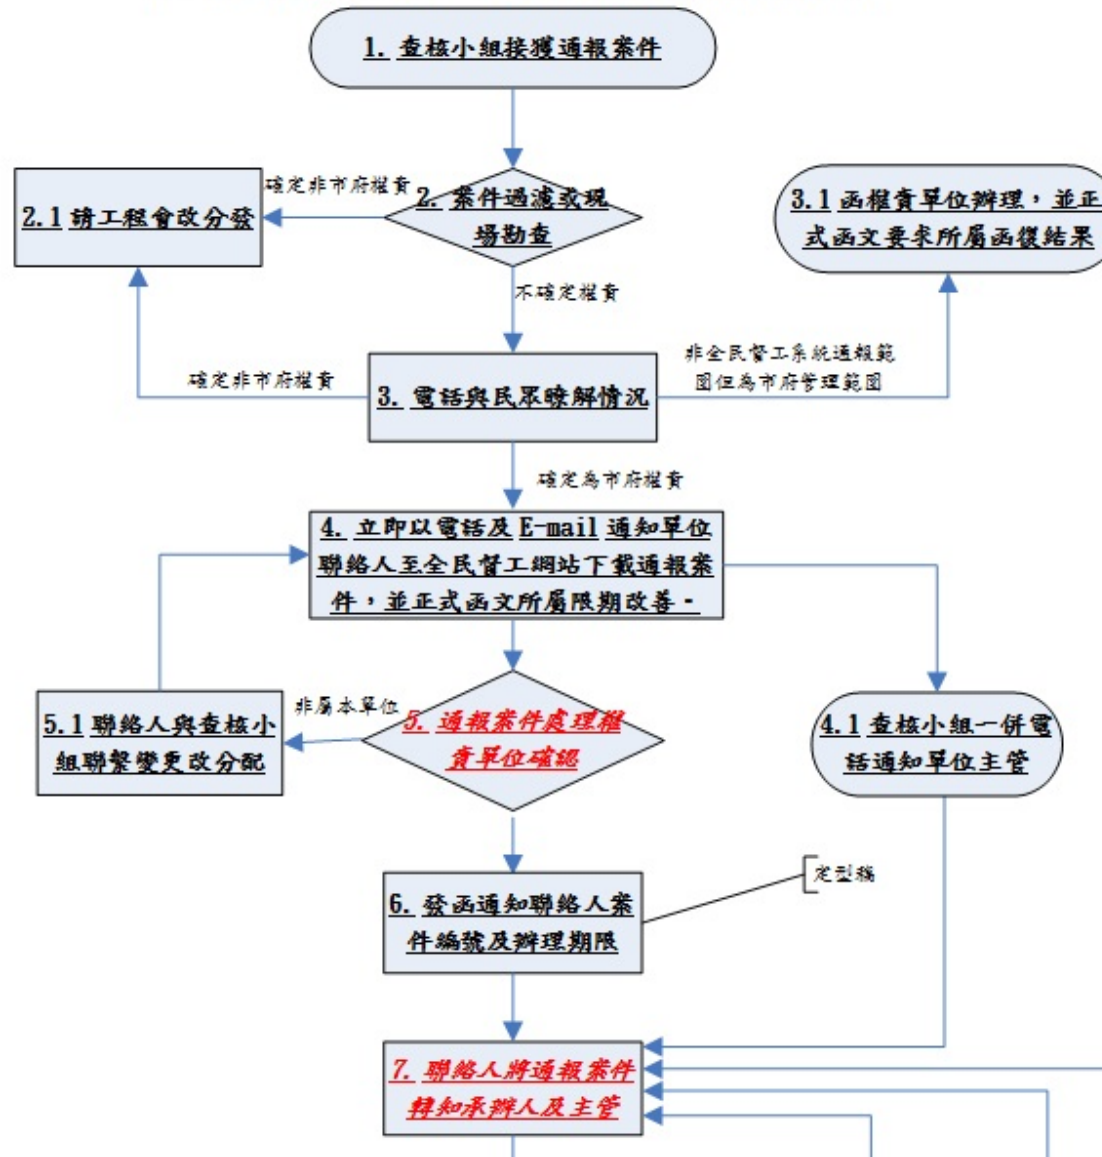 1. 查核小組接獲通報案件
確定非市府權責
2.1 請工程會改分發
2. 案件過濾或現
場勘查
3.1 函權責單位辦理，並正
式函文要求所屬函復結果
不確定權責
確定非市府權責
3. 電話與民眾瞭解情況
非全民督工系統通報範
圍但為市府管理範圍
確定為市府權責
4. 立即以電話及 E-mail 通知單位
聯絡人至全民督工網站下載通報案
件，並正式函文所屬限期改善。
5.1 聯絡人與查核小
組聯繫變更改分配
非屬本單位
5. 通報案件處理權
責單位確認
4.1 查核小組一併電
話通知單位主管
6. 發函通知聯絡人案
件編號及辦理期限
定型稿
7. 聯絡人將通報案件
轉知承辦人及主管